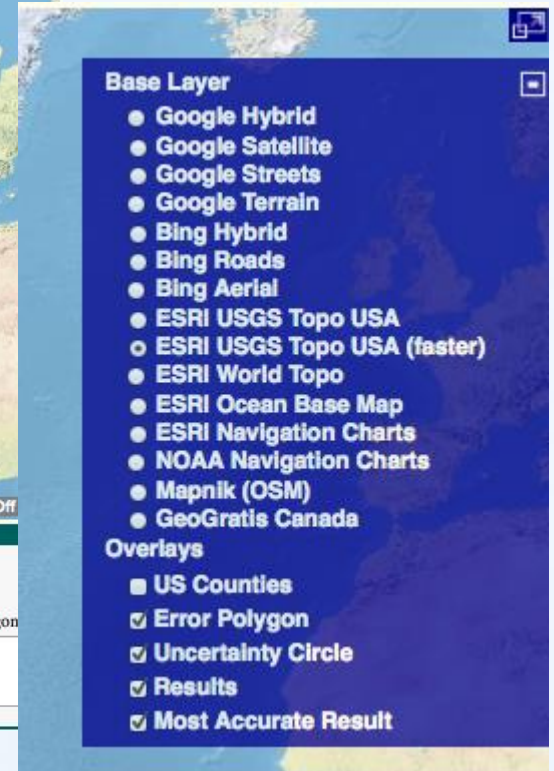 Base Layer
Google Hybrid
Google Satellite
Google Streets
Google Terrain
Bing Hybrid
Bing Roads
Bing Aerial
ESRI USGS Topo USA
ESRI USGS Topo USA (faster)
ESRI World Topo
ESRI Ocean Base Map
ESRI Navigation Charts
NOAA Navigation Charts
Mapnik (OSM)
GeoGratis Canada
Off
Overlays
US Counties
Error Polygon
gon
Uncertainty Circle
Results
Most Accurate Result